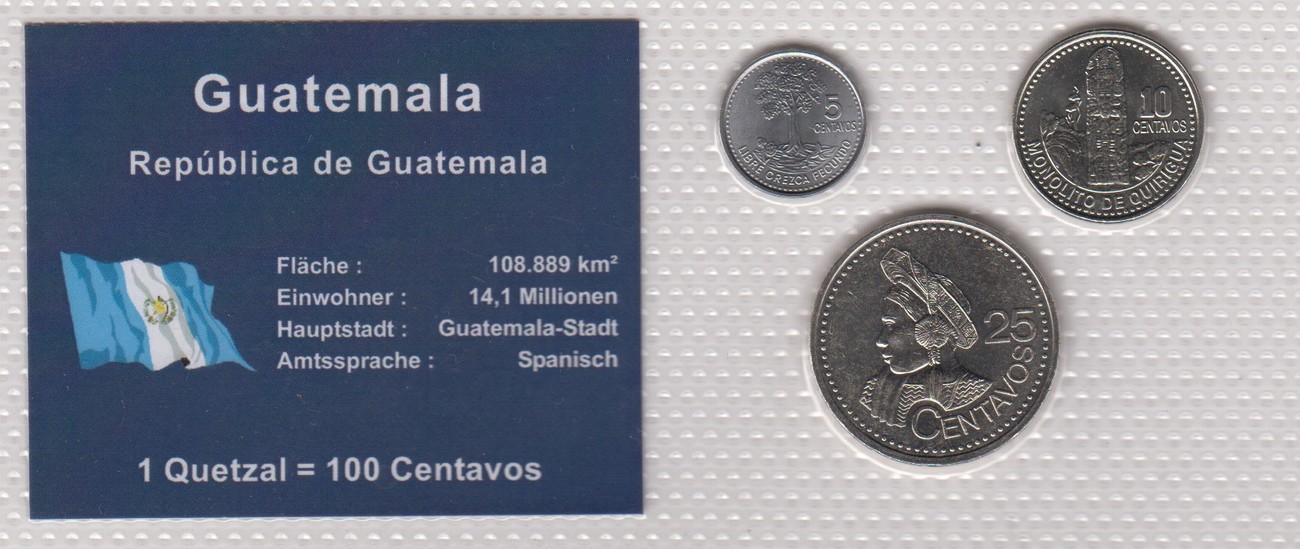 Guatemala
República de Guatemala
Fläche : 108.889 km²
Einwohner : 14,1 Millionen
Hauptstadt : Guatemala-Stadt
Amtssprache : Spanisch
1 Quetzal = 100 Centavos
5
CENTAVOS
LIBRE CREZCA FECUNDO
10
CENTAVOS
MONOLITO DE QUIRIGUA
25
CENTAVOS